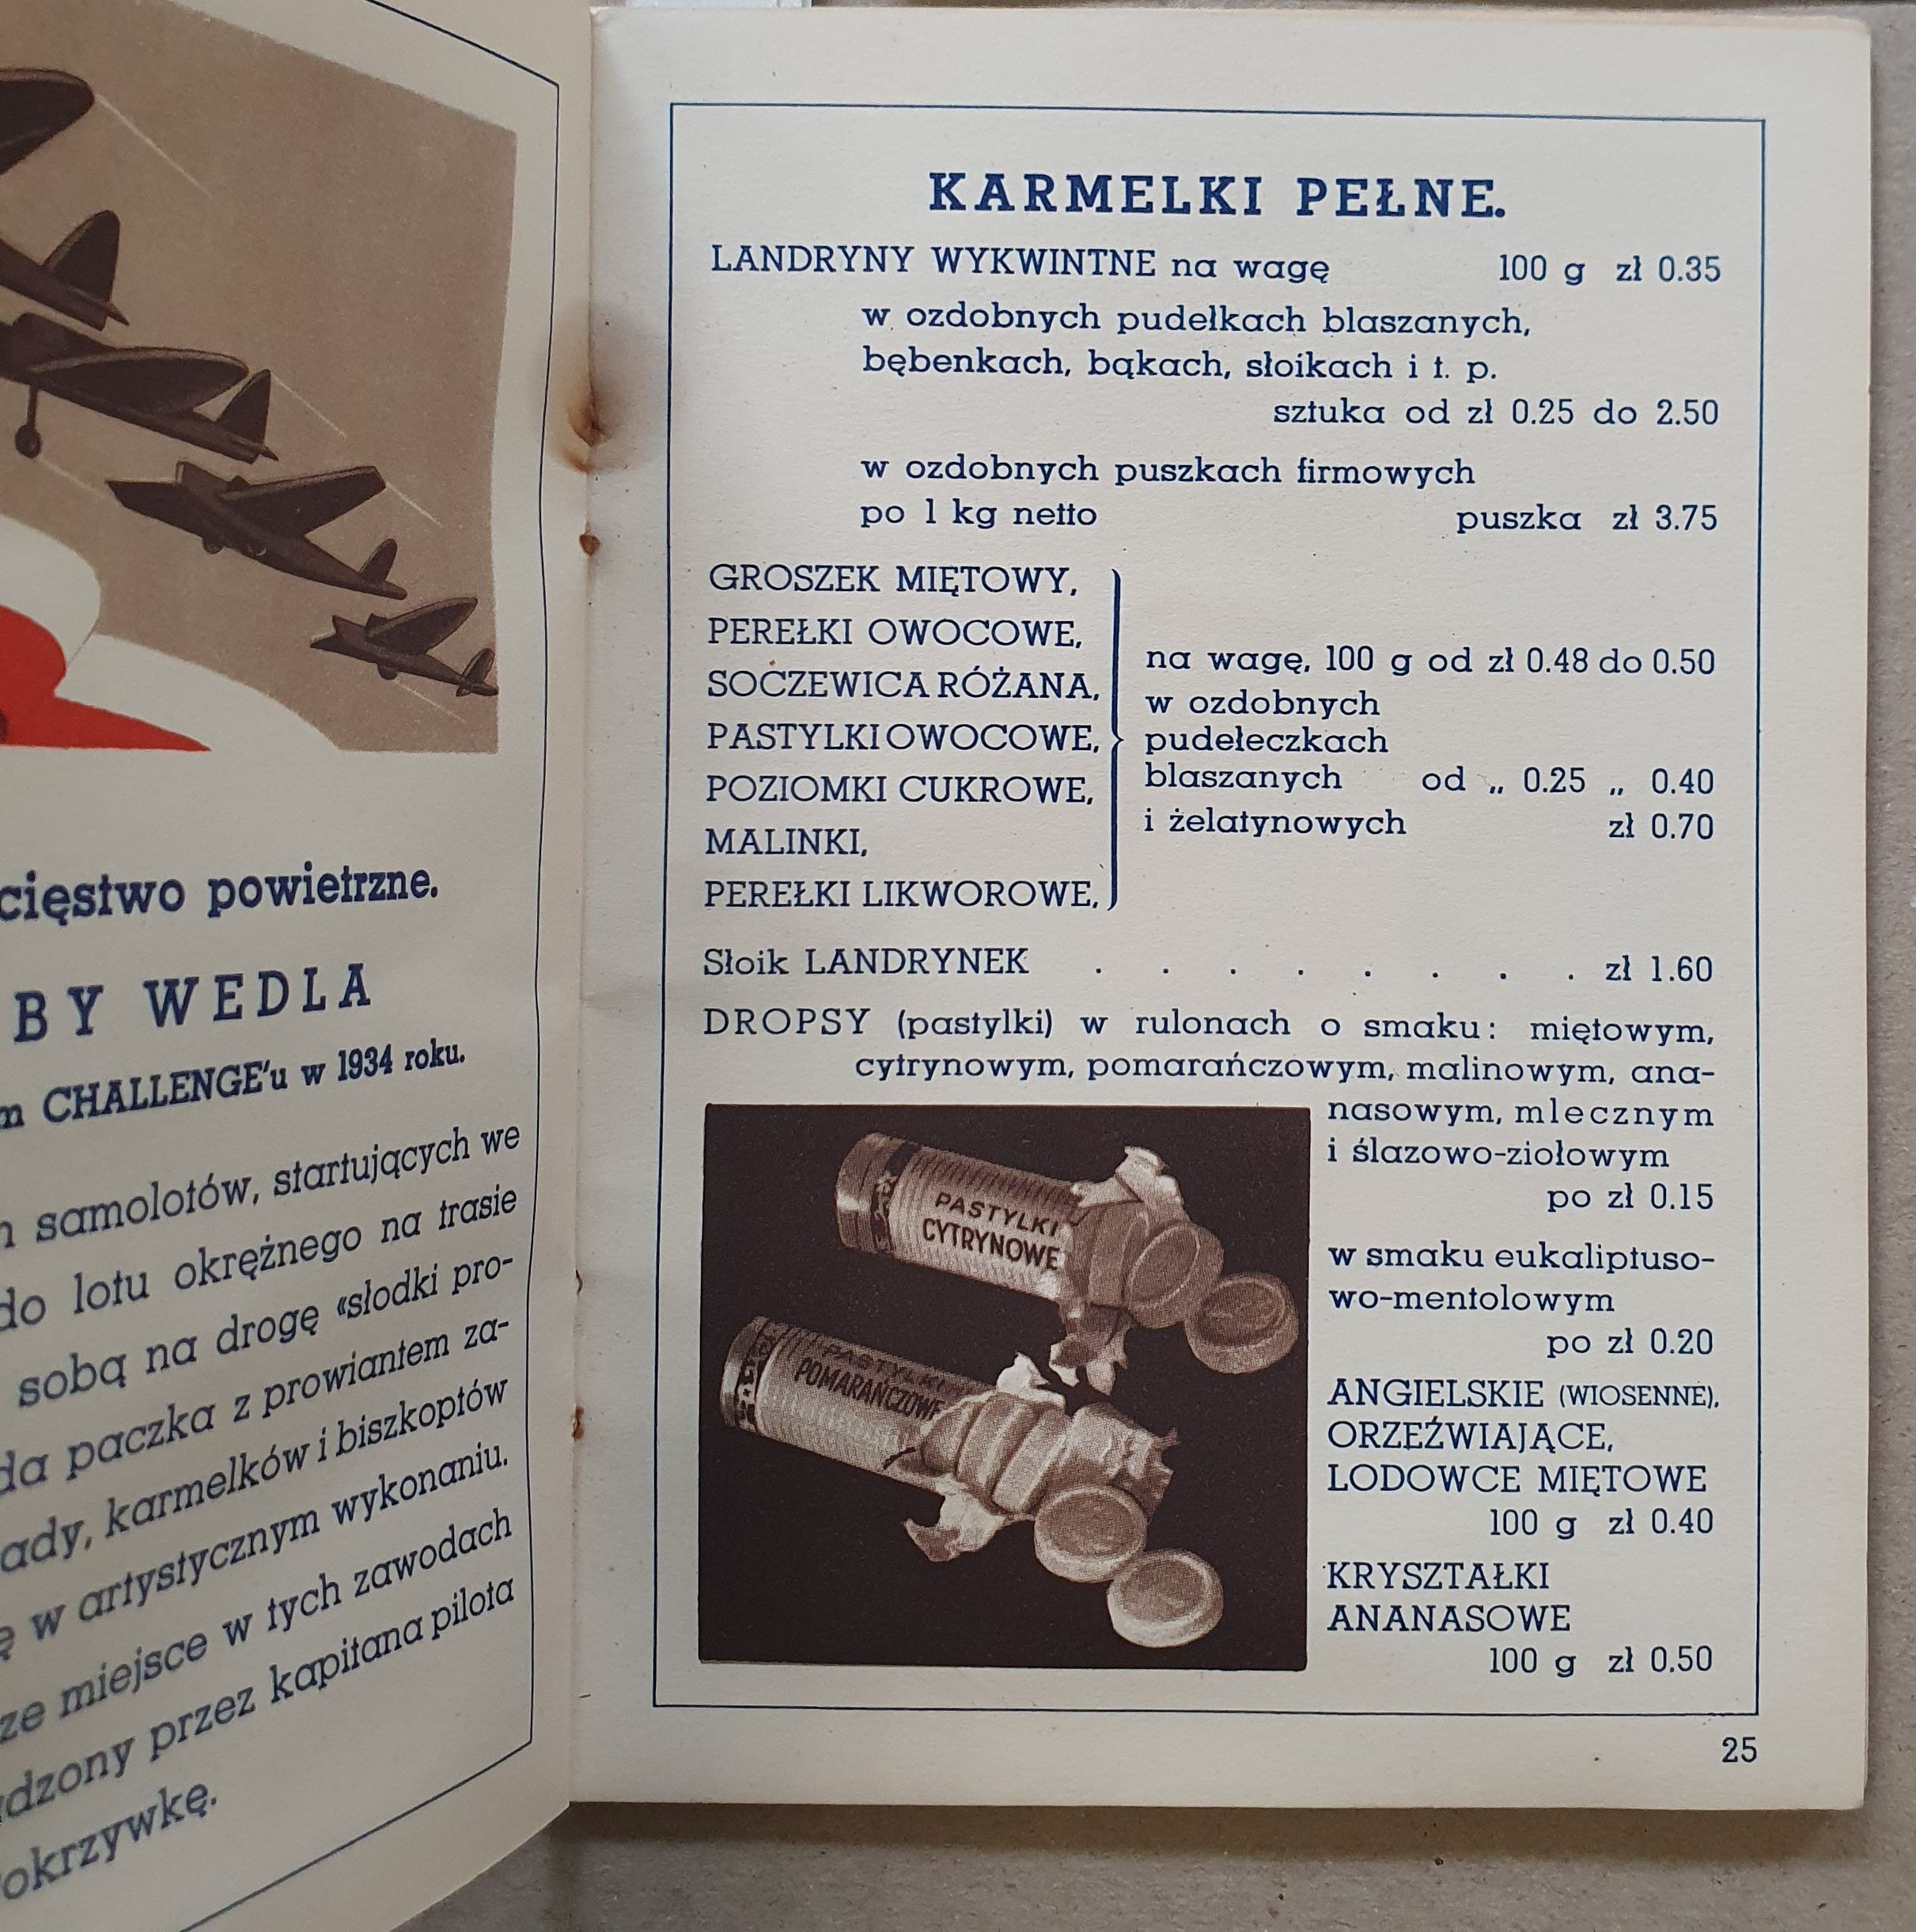 cięstwo powietrzne.
BY WEDLA
CHALLENGE'u w 1934 roku.
samolotów, startujących we
do lotu okrężnego na trasie
sobą na drogę «słodki pro-
paczka z prowiantem za-
karmelków i biszkoptów
w artystycznym wykonaniu.
miejsce w tych zawodach
przez kapitana pilota
KARMELKI PEŁNE.
LANDRYNY WYKWINTNE na wagę 100 g zł 0.35
w ozdobnych pudełkach blaszanych,
bębenkach, bąkach, słoikach i t. p.
sztuka od zł 0.25 do 2.50
w ozdobnych puszkach firmowych
po 1 kg netto puszka zł 3.75
GROSZEK MIĘTOWY,
PEREŁKI OWOCOWE,
SOCZEWICA RÓŻANA,
PASTYLKI OWOCOWE,
POZIOMKI CUKROWE,
MALINKI,
PEREŁKI LIKWOROWE,
na wagę, 100 g od zł 0.48 do 0.50
w ozdobnych
pudełeczkach
blaszanych od „ 0.25 „ 0.40
i żelatynowych zł 0.70
Słoik LANDRYNEK . . . . . . . . zł 1.60
DROPSY (pastylki) w rulonach o smaku: miętowym,
cytrynowym, pomarańczowym, malinowym, ana-
nasowym, mlecznym
i ślazowo-ziołowym
po zł 0.15
w smaku eukaliptuso-
wo-mentolowym
po zł 0.20
ANGIELSKIE (WIOSENNE),
ORZEŹWIAJĄCE,
LODOWCE MIĘTOWE
100 g zł 0.40
KRYSZTAŁKI
ANANASOWE
100 g zł 0.50
PASTYLKI
CYTRYNOWE
PASTYLKI
POMARAŃCZOWE
25